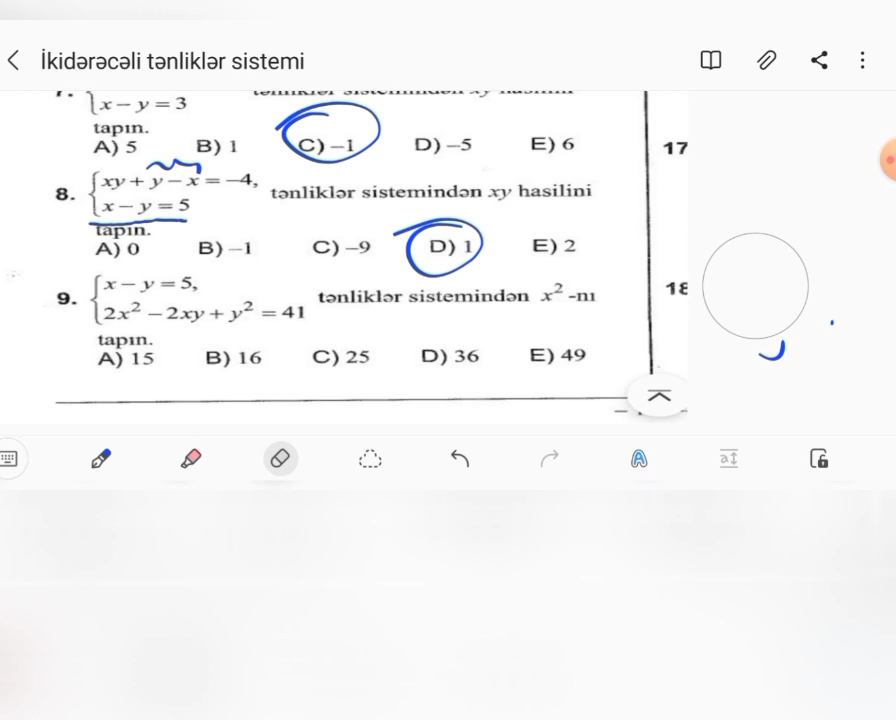 İkidərəcəli tənliklər sistemi
x − y = 3
tapın.
A) 5 B) 1 C) −1 D) −5 E) 6
17
8. {xy + y − x = −4, x − y = 5 tənliklər sistemindən xy hasilini
tapın.
A) 0 B) −1 C) −9 D) 1 E) 2
9. {x − y = 5, 2x² − 2xy + y² = 41 tənliklər sistemindən x² -nı
18
tapın.
A) 15 B) 16 C) 25 D) 36 E) 49